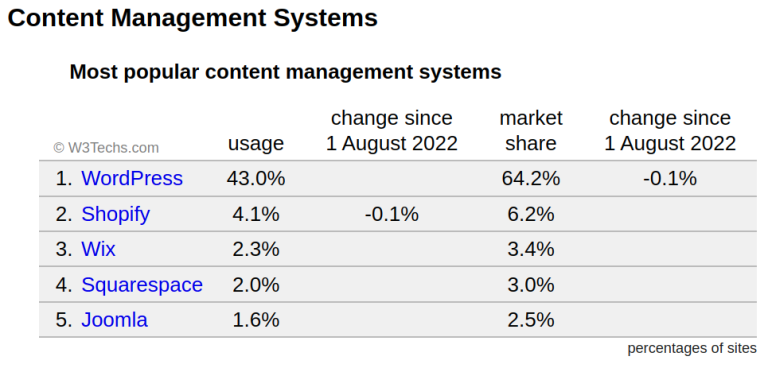 Content Management Systems
Most popular content management systems
© W3Techs.com usage change since 1 August 2022 market share change since 1 August 2022
1. WordPress 43.0% 64.2% -0.1%
2. Shopify 4.1% -0.1% 6.2%
3. Wix 2.3% 3.4%
4. Squarespace 2.0% 3.0%
5. Joomla 1.6% 2.5%
percentages of sites